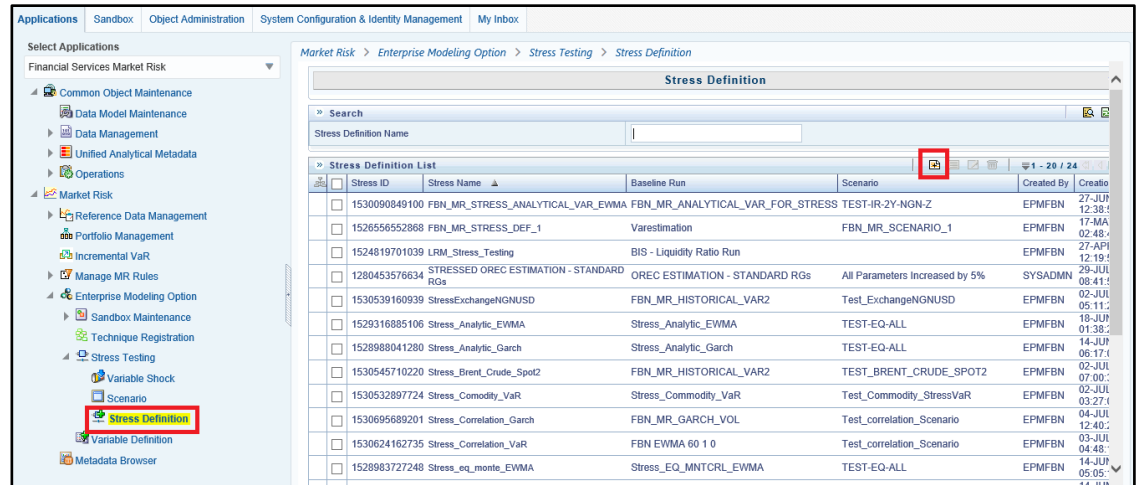 Applications Sandbox Object Administration System Configuration & Identity Management My Inbox
Select Applications
Financial Services Market Risk
Common Object Maintenance
Data Model Maintenance
Data Management
Unified Analytical Metadata
Operations
Market Risk
Reference Data Management
Portfolio Management
Incremental VaR
Manage MR Rules
Enterprise Modeling Option
Sandbox Maintenance
Technique Registration
Stress Testing
Variable Shock
Scenario
Stress Definition
Variable Definition
Metadata Browser
Market Risk > Enterprise Modeling Option > Stress Testing > Stress Definition
Stress Definition
» Search
Stress Definition Name
» Stress Definition List 1 - 20 / 24
Stress ID Stress Name Baseline Run Scenario Created By Creatio
1530090849100 FBN_MR_STRESS_ANALYTICAL_VAR_EWMA FBN_MR_ANALYTICAL_VAR_FOR_STRESS TEST-IR-2Y-NGN-Z EPMFBN 27-JUN 12:38:
1526556552868 FBN_MR_STRESS_DEF_1 Varestimation FBN_MR_SCENARIO_1 EPMFBN 17-MA 02:48:
1524819701039 LRM_Stress_Testing BIS - Liquidity Ratio Run EPMFBN 27-APR 12:19:
1280453576634 STRESSED OREC ESTIMATION - STANDARD RGs OREC ESTIMATION - STANDARD RGs All Parameters Increased by 5% SYSADMN 29-JUL 08:41:
1530539160939 StressExchangeNGNUSD FBN_MR_HISTORICAL_VAR2 Test_ExchangeNGNUSD EPMFBN 02-JUL 05:11:
1529316885106 Stress_Analytic_EWMA Stress_Analytic_EWMA TEST-EQ-ALL EPMFBN 18-JUN 01:38:
1528988041280 Stress_Analytic_Garch Stress_Analytic_Garch TEST-EQ-ALL EPMFBN 14-JUN 06:17:
1530545710220 Stress_Brent_Crude_Spot2 FBN_MR_HISTORICAL_VAR2 TEST_BRENT_CRUDE_SPOT2 EPMFBN 02-JUL 07:00:
1530532897724 Stress_Comodity_VaR Stress_Commodity_VaR Test_Commodity_StressVaR EPMFBN 02-JUL 03:27:
1530695689201 Stress_Correlation_Garch FBN_MR_GARCH_VOL Test_correlation_Scenario EPMFBN 04-JUL 12:40:
1530624162735 Stress_Correlation_VaR FBN EWMA 60 1 0 Test_correlation_Scenario EPMFBN 03-JUL 04:48:
1528983727248 Stress_eq_monte_EWMA Stress_EQ_MNTCRL_EWMA TEST-EQ-ALL EPMFBN 14-JUN 05:05: